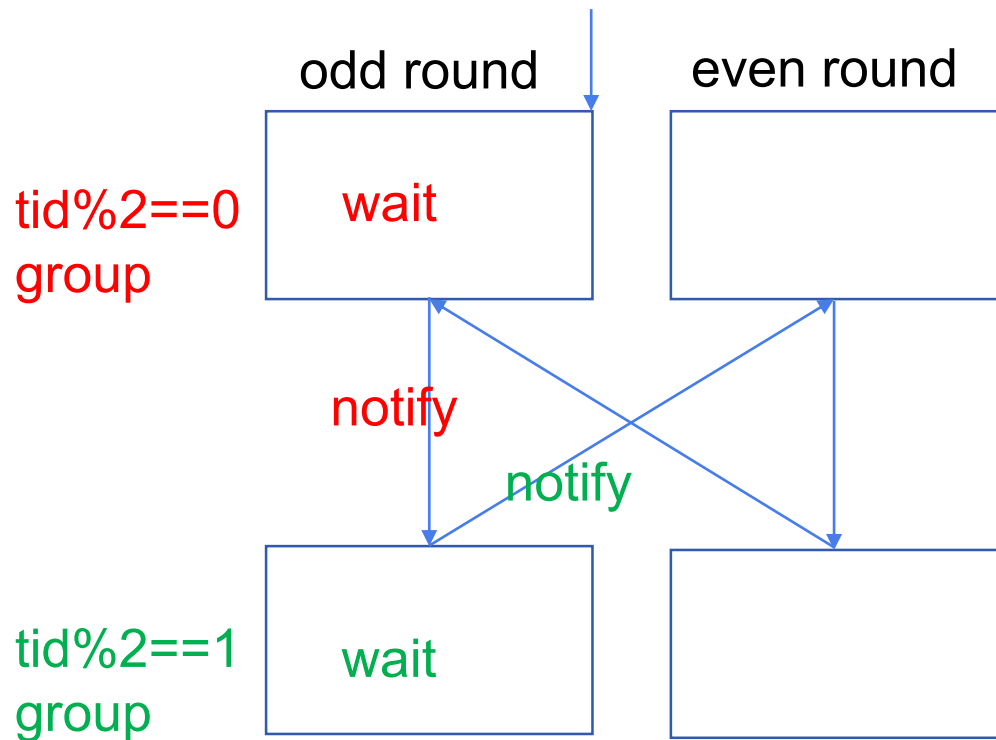 odd round
even round
tid%2==0
group
wait
notify
notify
tid%2==1
group
wait